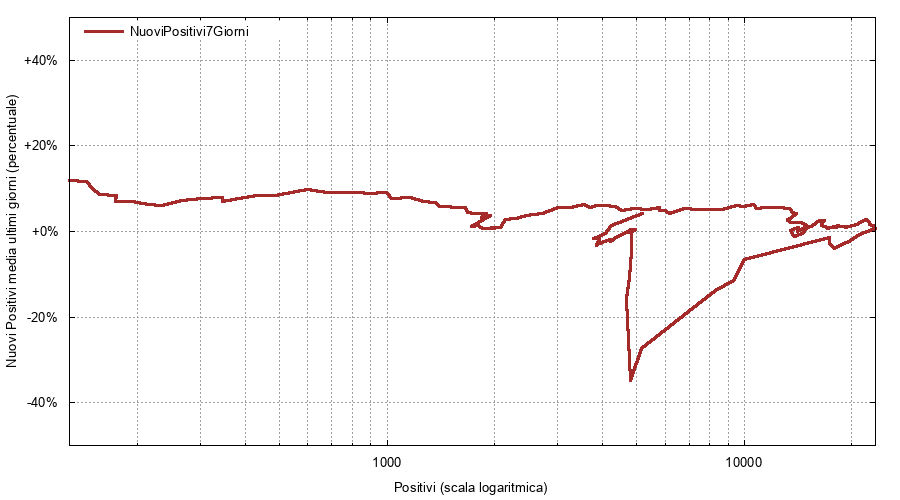 NuoviPositivi7Giorni
+40%
+20%
+0%
-20%
-40%
Nuovi Positivi media ultimi giorni (percentuale)
1000
10000
Positivi (scala logaritmica)